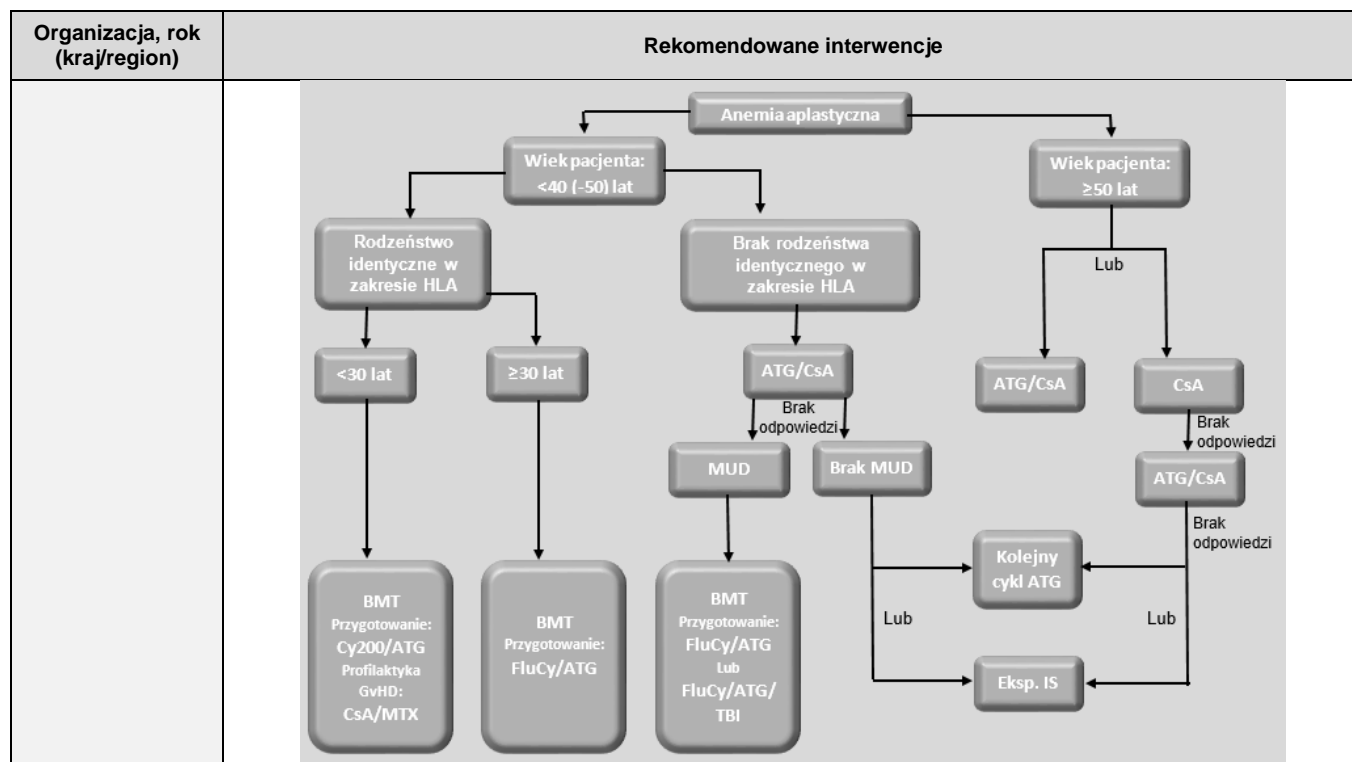 Organizacja, rok
(kraj/region)
Rekomendowane interwencje
Anemia aplastyczna
Wiek pacjenta:
<40 (-50) lat
Wiek pacjenta:
≥50 lat
Rodzeństwo
identyczne w
zakresie HLA
Brak rodzeństwa
identycznego w
zakresie HLA
Lub
<30 lat
≥30 lat
ATG/CsA
ATG/CsA
CsA
Brak
odpowiedzi
Brak
odpowiedzi
MUD
Brak MUD
ATG/CsA
Brak
odpowiedzi
Kolejny
cykl ATG
BMT
Przygotowanie:
Cy200/ATG
Profilaktyka
GvHD:
CsA/MTX
BMT
Przygotowanie:
FluCy/ATG
BMT
Przygotowanie:
FluCy/ATG
Lub
FluCy/ATG/
TBI
Lub
Lub
Eksp. IS